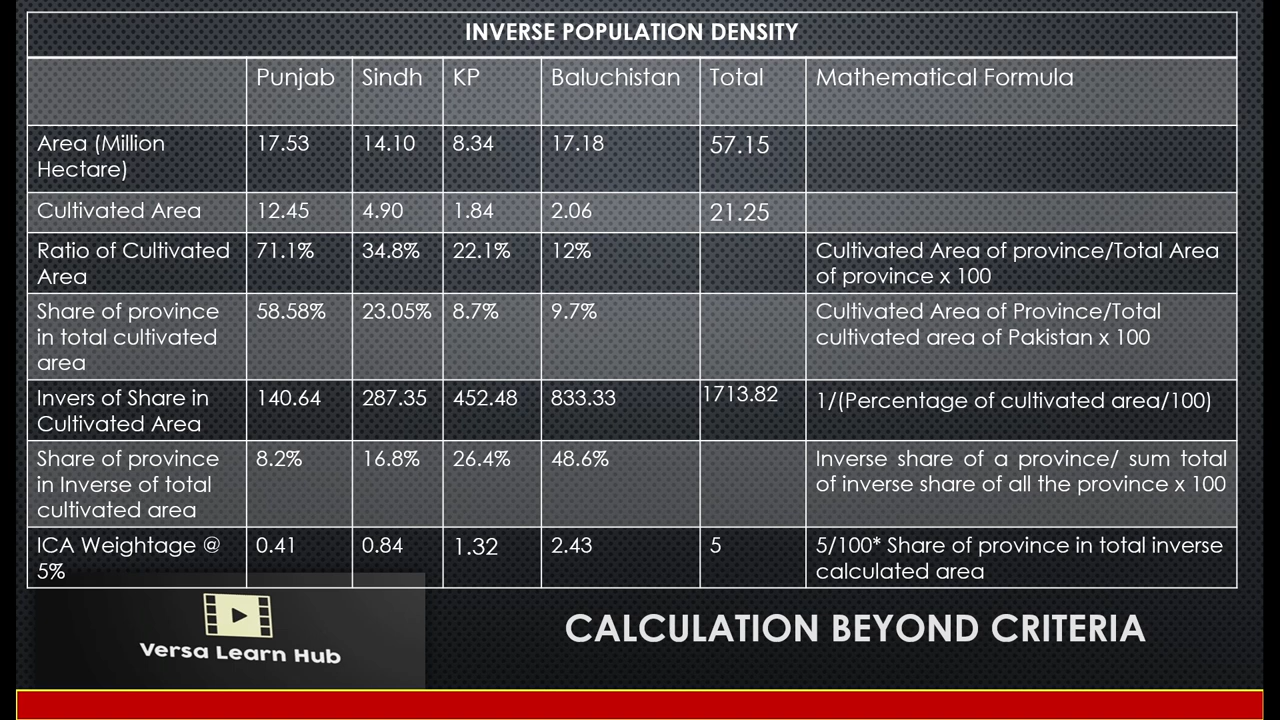 INVERSE POPULATION DENSITY
Punjab Sindh KP Baluchistan Total Mathematical Formula
Area (Million
Hectare)
17.53 14.10 8.34 17.18 57.15
Cultivated Area 12.45 4.90 1.84 2.06 21.25
Ratio of Cultivated
Area
71.1% 34.8% 22.1% 12%
Cultivated Area of province/Total Area
of province x 100
Share of province
in total cultivated
area
58.58% 23.05% 8.7% 9.7%
Cultivated Area of Province/Total
cultivated area of Pakistan x 100
Invers of Share in
Cultivated Area
140.64 287.35 452.48 833.33 1713.82
1/(Percentage of cultivated area/100)
Share of province
in Inverse of total
cultivated area
8.2% 16.8% 26.4% 48.6%
Inverse share of a province/ sum total
of inverse share of all the province x 100
ICA Weightage @
5%
0.41 0.84 1.32 2.43 5
5/100* Share of province in total inverse
calculated area
Versa Learn Hub
CALCULATION BEYOND CRITERIA